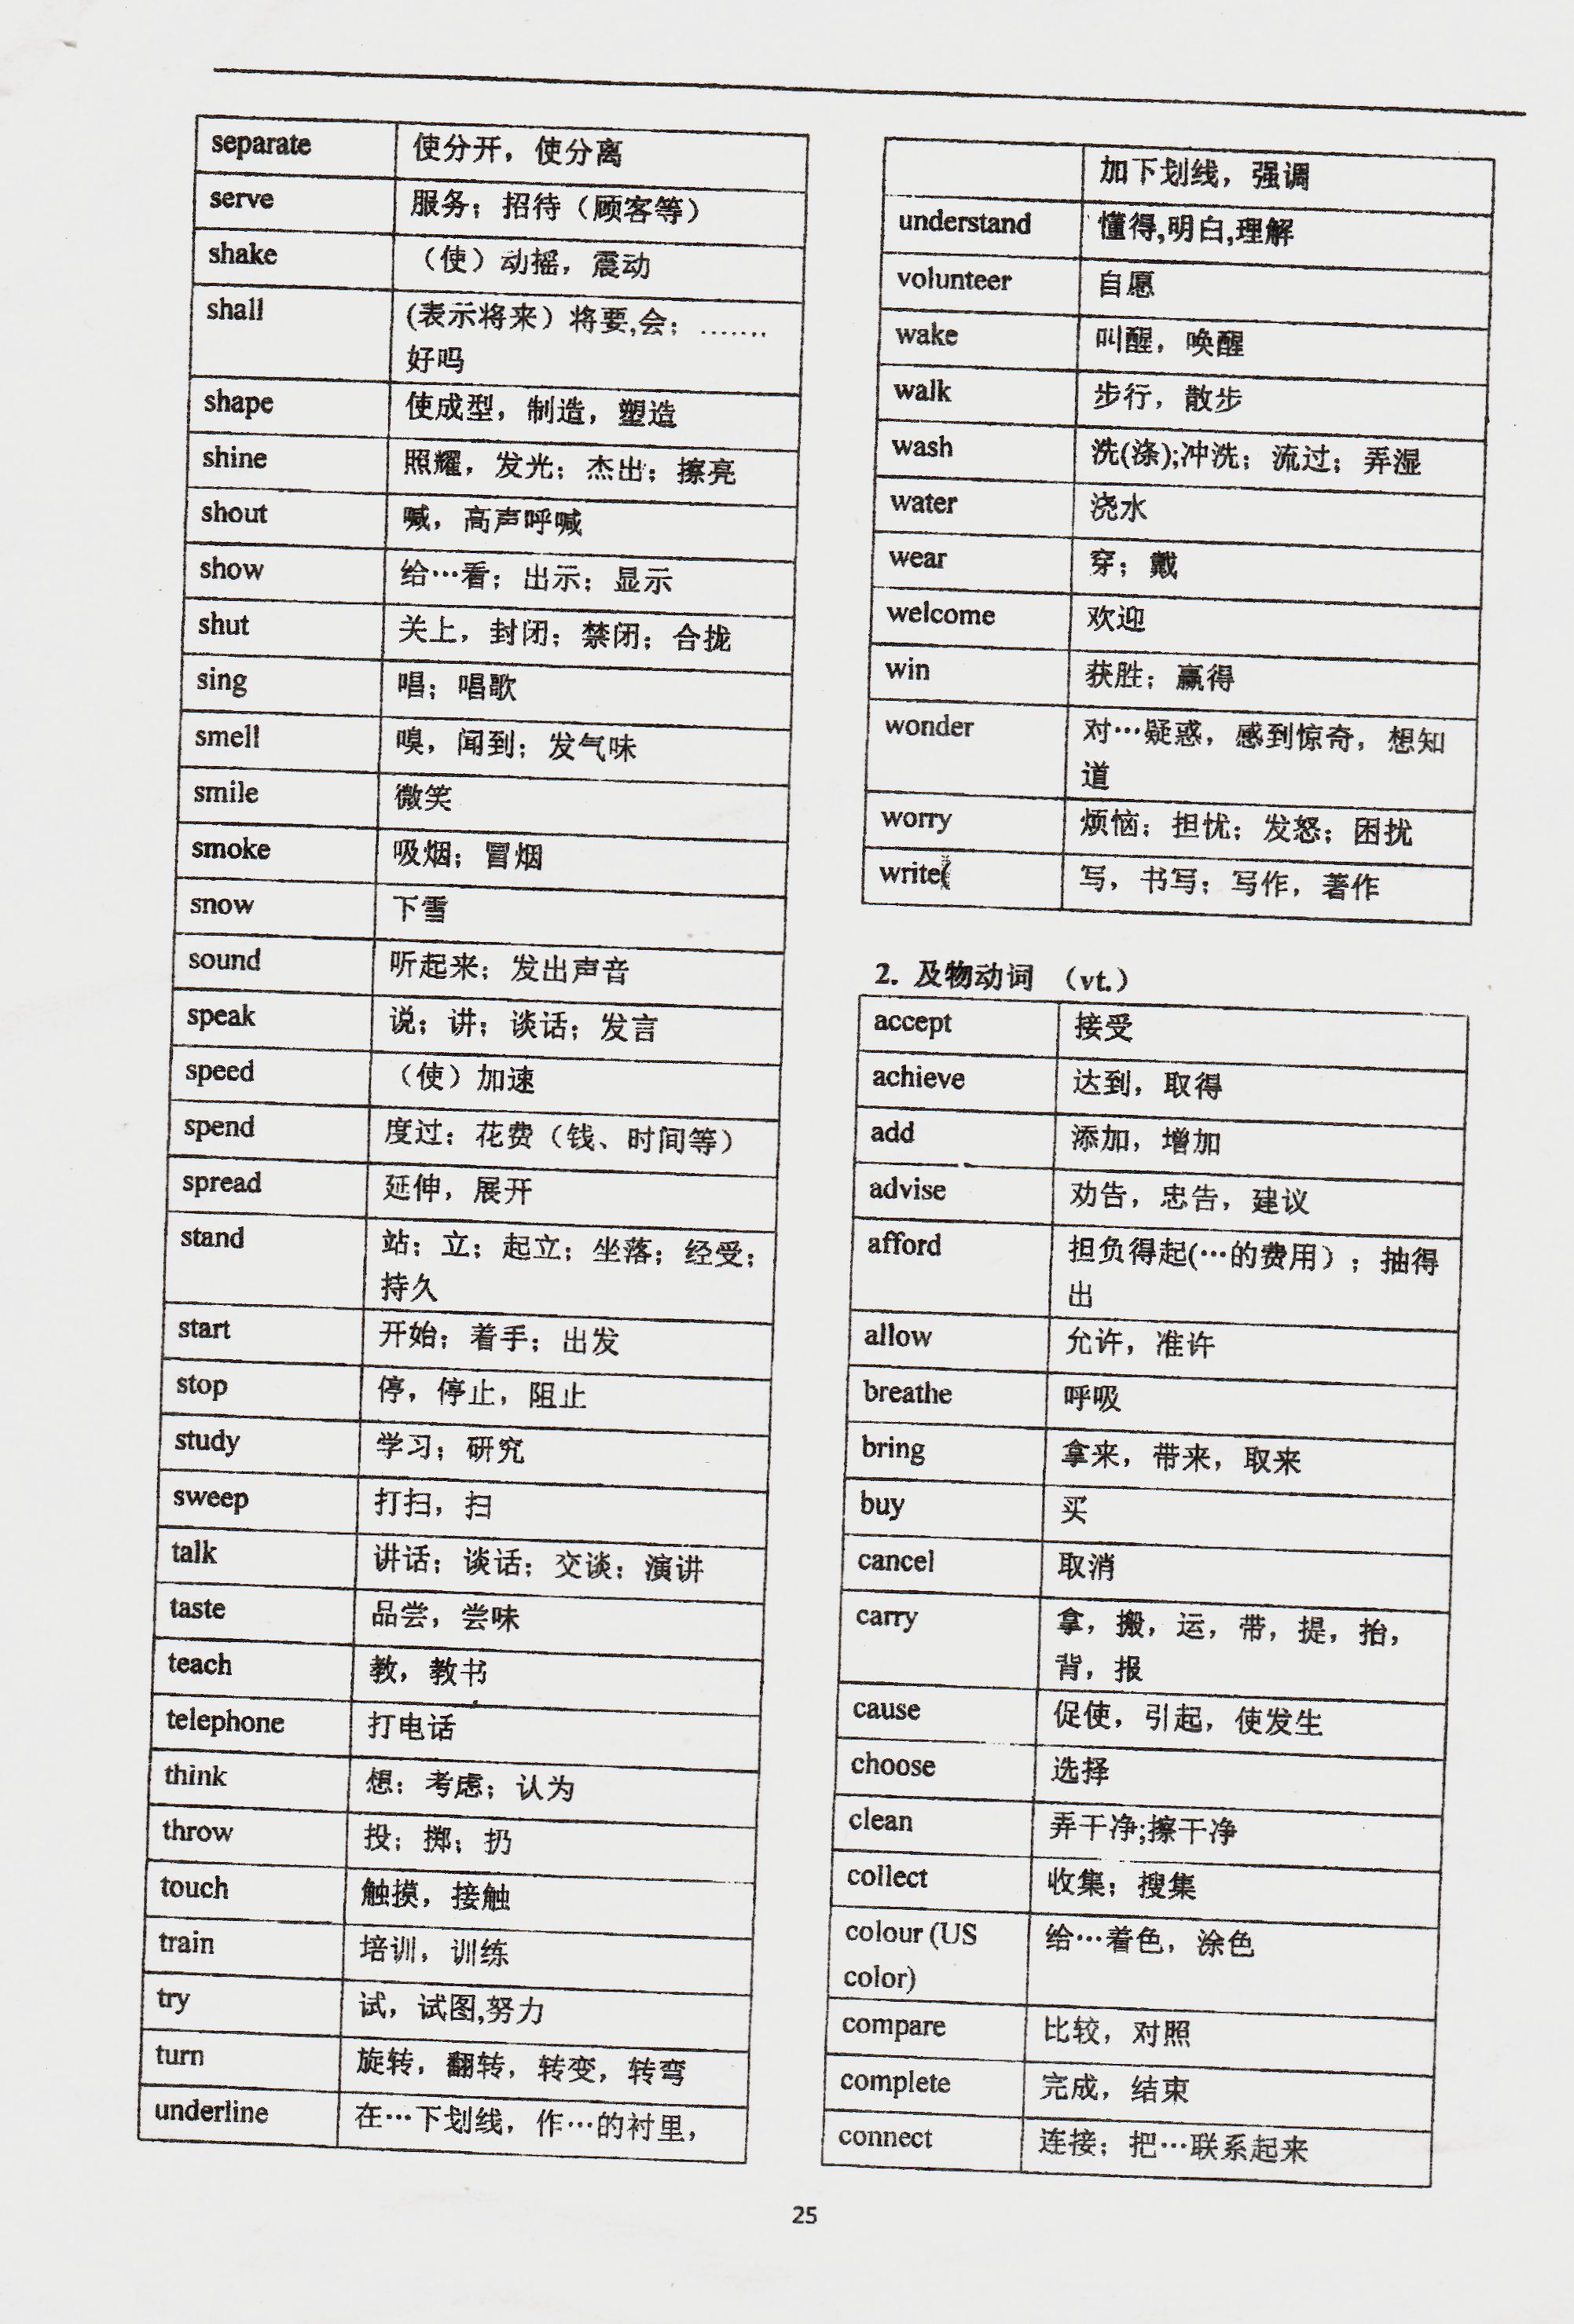 separate 使分开，使分离
serve 服务；招待（顾客等）
shake （使）动摇，震动
shall (表示将来）将要,会；…….
好吗
shape 使成型，制造，塑造
shine 照耀，发光；杰出；擦亮
shout 喊，高声呼喊
show 给…看；出示；显示
shut 关上，封闭；禁闭；合拢
sing 唱；唱歌
smell 嗅，闻到；发气味
smile 微笑
smoke 吸烟；冒烟
snow 下雪
sound 听起来；发出声音
speak 说；讲；谈话；发言
speed （使）加速
spend 度过；花费（钱、时间等）
spread 延伸，展开
stand 站；立；起立；坐落；经受；
持久
start 开始；着手；出发
stop 停，停止，阻止
study 学习；研究
sweep 打扫，扫
talk 讲话；谈话；交谈；演讲
taste 品尝，尝味
teach 教，教书
telephone 打电话
think 想；考虑；认为
throw 投；掷；扔
touch 触摸，接触
train 培训，训练
try 试，试图,努力
turn 旋转，翻转，转变，转弯
underline 在…下划线，作…的衬里，
加下划线，强调
understand 懂得,明白,理解
volunteer 自愿
wake 叫醒，唤醒
walk 步行，散步
wash 洗(涤);冲洗；流过；弄湿
water 浇水
wear 穿；戴
welcome 欢迎
win 获胜；赢得
wonder 对…疑惑，感到惊奇，想知
道
worry 烦恼；担忧；发怒；困扰
write( 写，书写；写作，著作
2. 及物动词 （vt.）
accept 接受
achieve 达到，取得
add 添加，增加
advise 劝告，忠告，建议
afford 担负得起(…的费用）；抽得
出
allow 允许，准许
breathe 呼吸
bring 拿来，带来，取来
buy 买
cancel 取消
carry 拿，搬，运，带，提，抬，
背，报
cause 促使，引起，使发生
choose 选择
clean 弄干净;擦干净
collect 收集；搜集
colour (US 给…着色，涂色
color)
compare 比较，对照
complete 完成，结束
connect 连接；把…联系起来
25